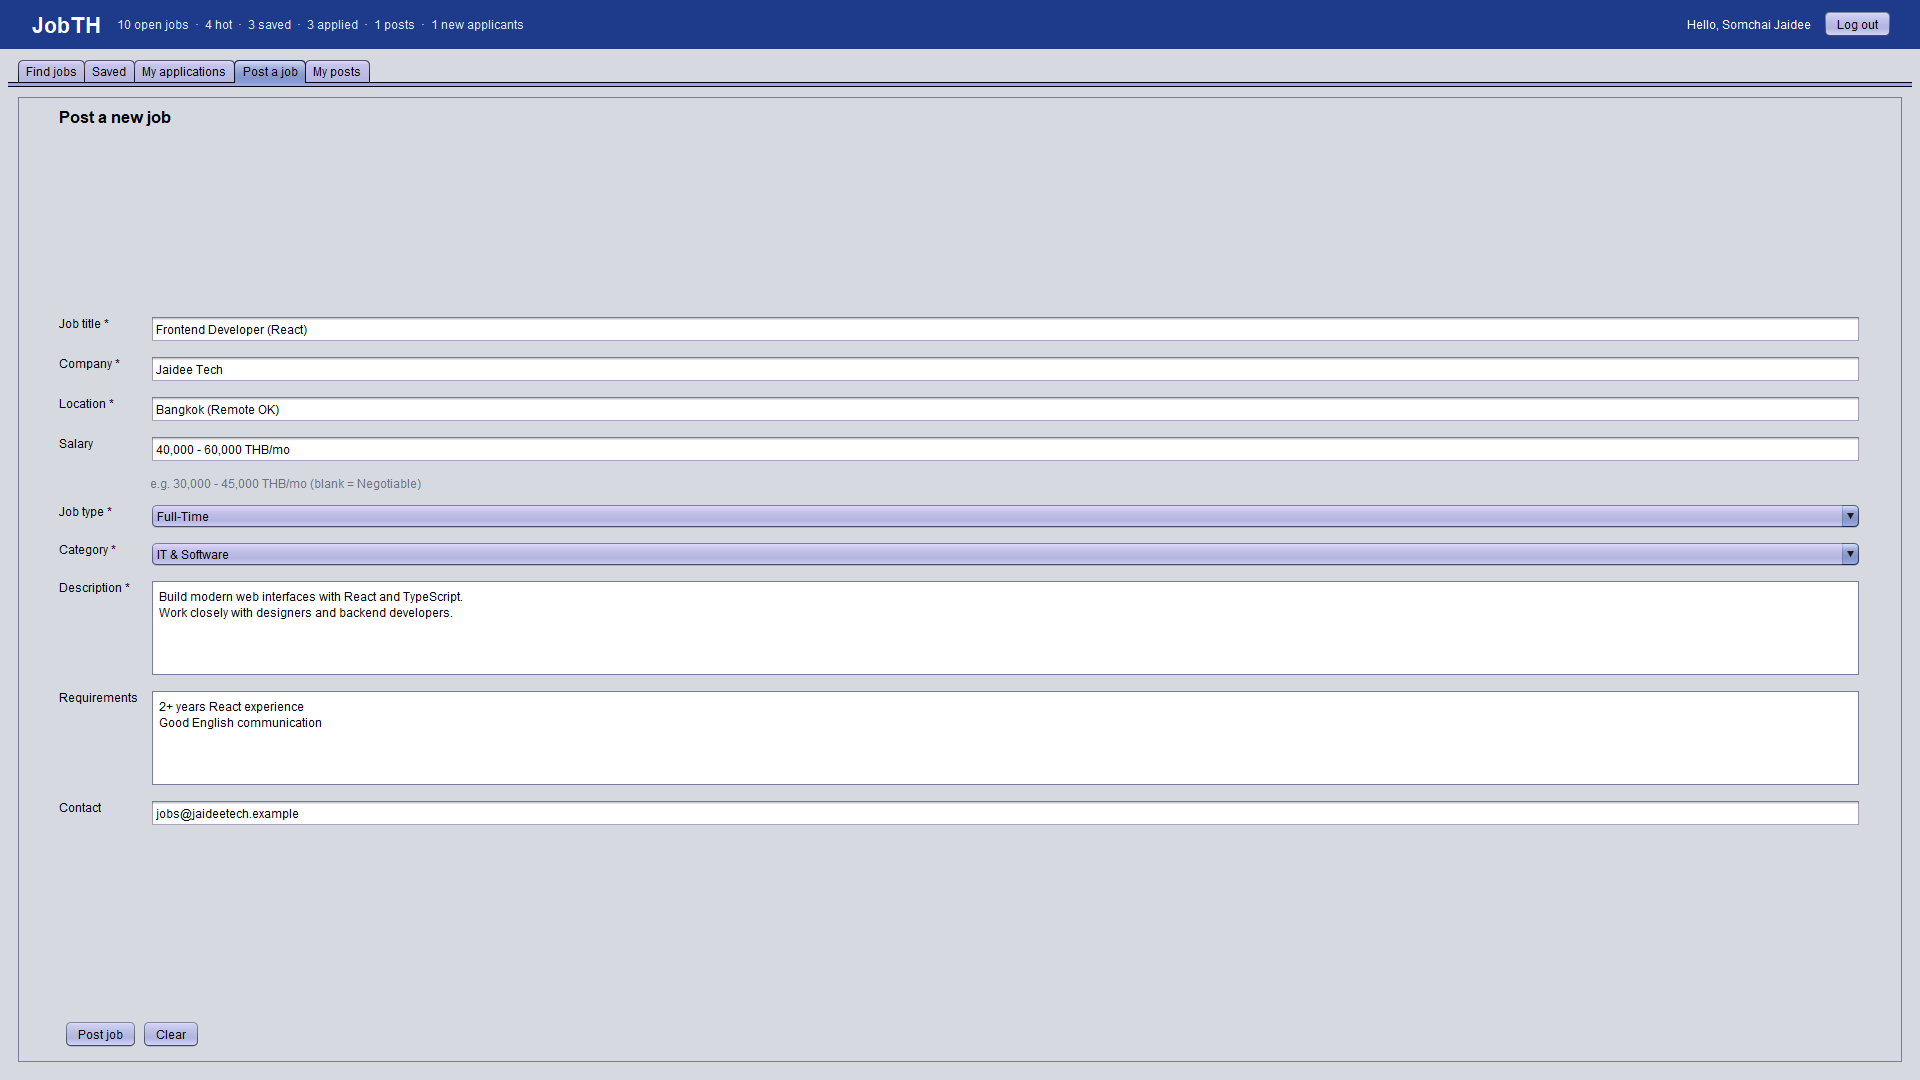 JobTH 10 open jobs · 4 hot · 3 saved · 3 applied · 1 posts · 1 new applicants Hello, Somchai Jaidee Log out
Find jobs Saved My applications Post a job My posts
Post a new job
Job title * Frontend Developer (React)
Company * Jaidee Tech
Location * Bangkok (Remote OK)
Salary 40,000 - 60,000 THB/mo
e.g. 30,000 - 45,000 THB/mo (blank = Negotiable)
Job type * Full-Time
Category * IT & Software
Description * Build modern web interfaces with React and TypeScript.
Work closely with designers and backend developers.
Requirements 2+ years React experience
Good English communication
Contact jobs@jaideetech.example
Post job Clear